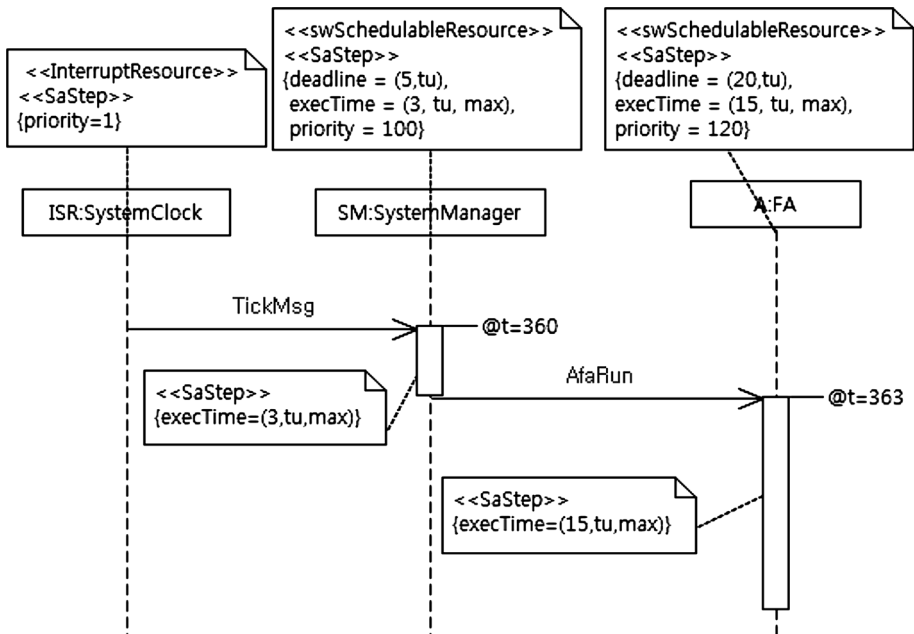 <<InterruptResource>>
<<SaStep>>
{priority=1}
<<swSchedulableResource>>
<<SaStep>>
{deadline = (5,tu),
execTime = (3, tu, max),
priority = 100}
<<swSchedulableResource>>
<<SaStep>>
{deadline = (20,tu),
execTime = (15, tu, max),
priority = 120}
ISR:SystemClock
SM:SystemManager
A:FA
TickMsg
@t=360
<<SaStep>>
{execTime=(3,tu,max)}
AfaRun
@t=363
<<SaStep>>
{execTime=(15,tu,max)}